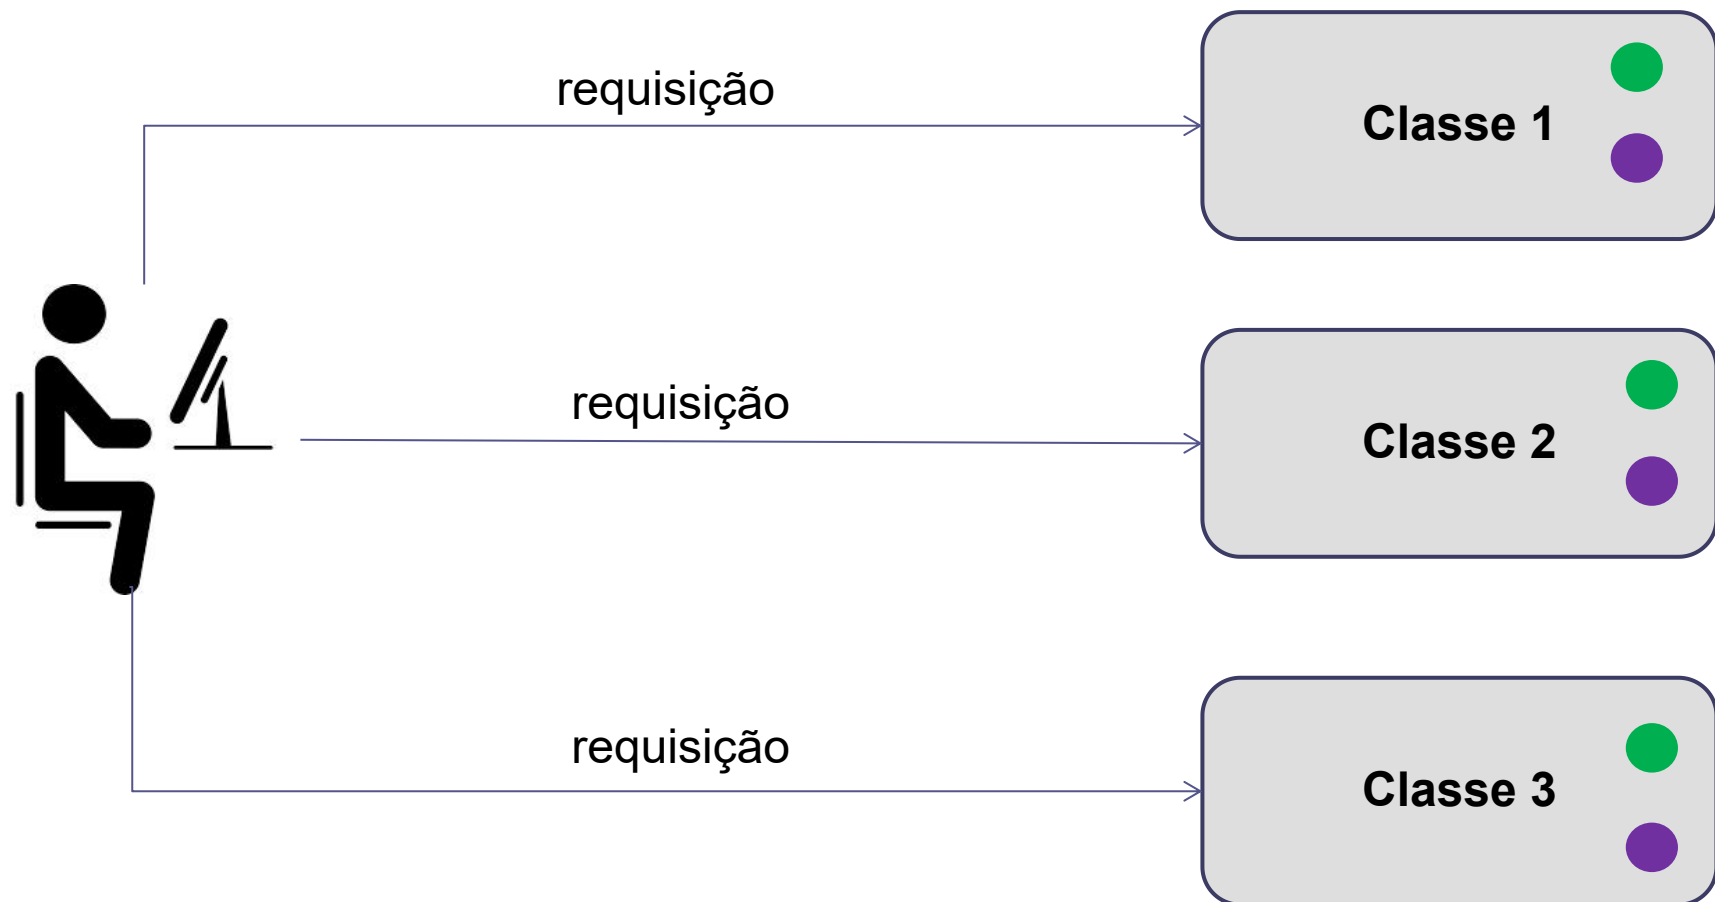 requisição
Classe 1
requisição
Classe 2
requisição
Classe 3